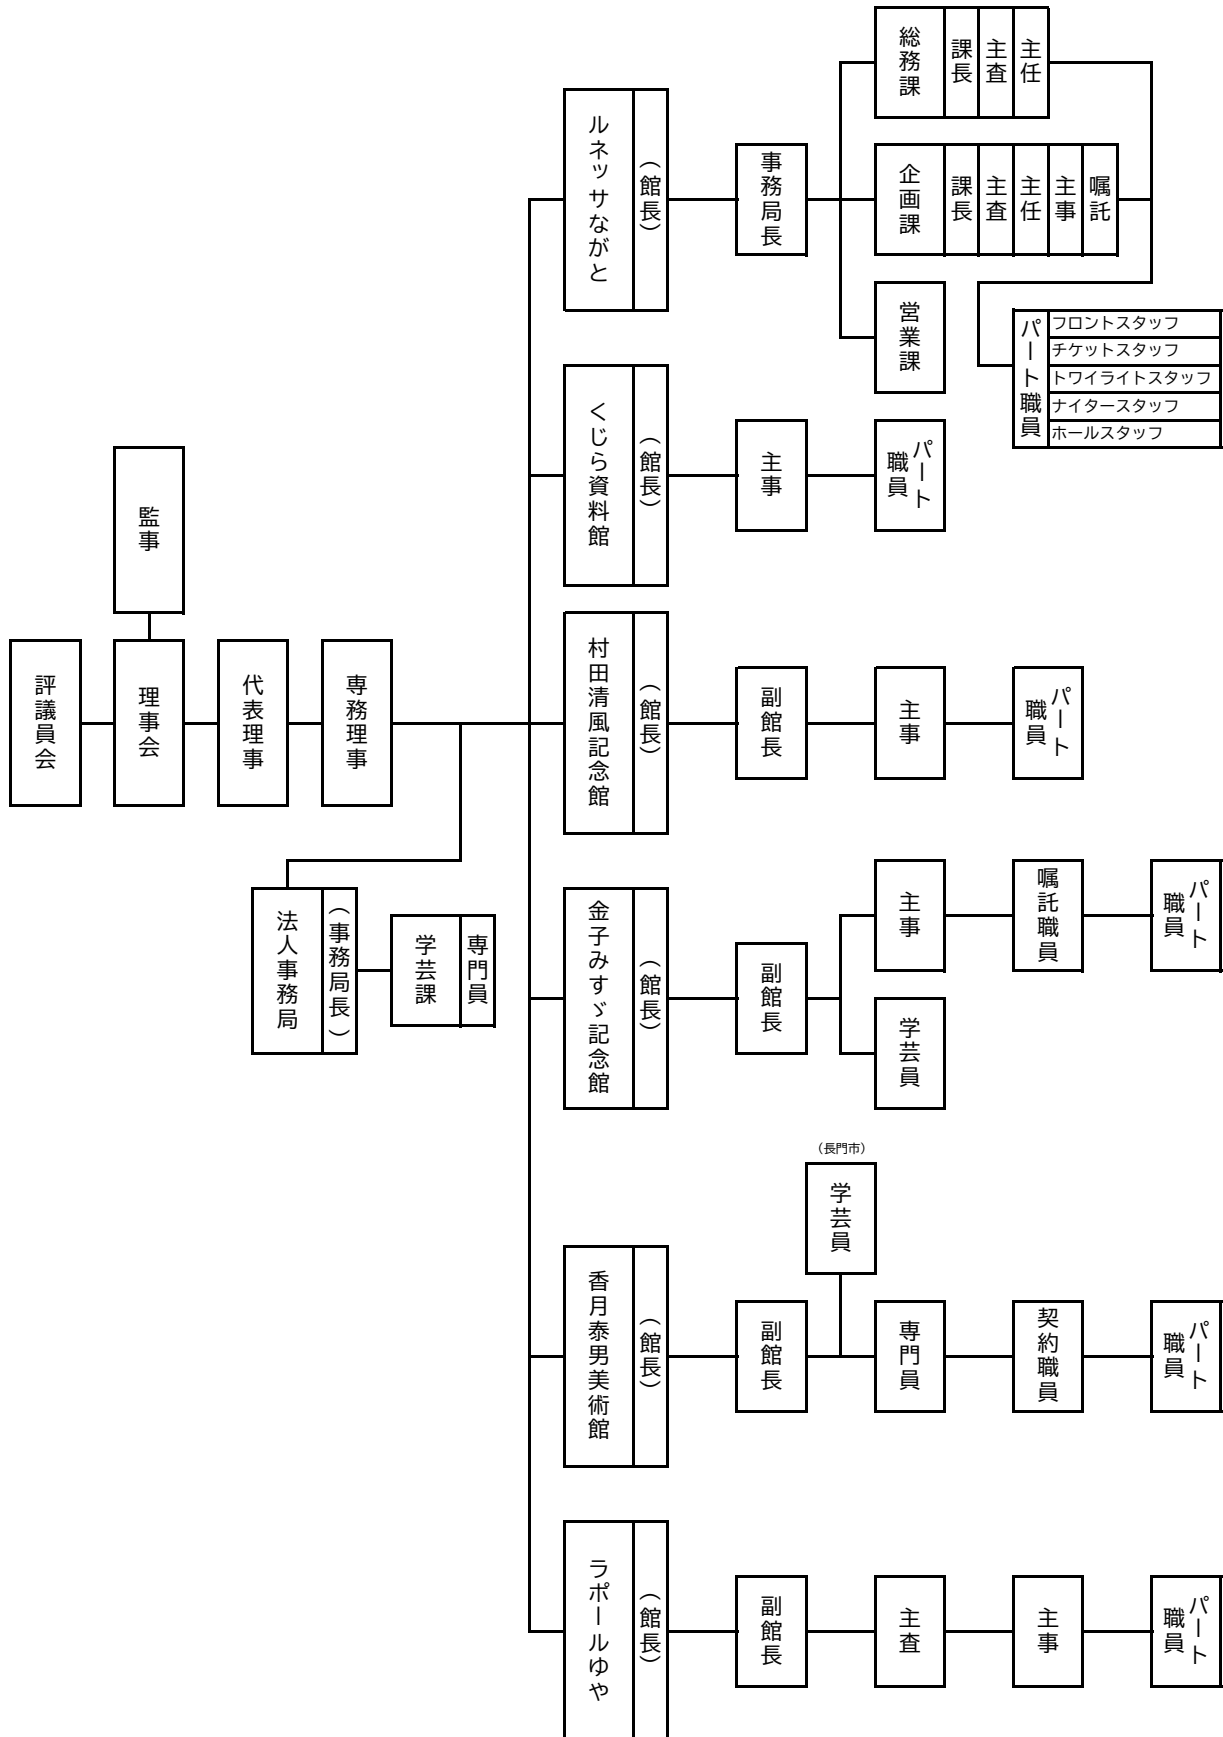 評議員会
監事
理事会
代表理事
専務理事
法人事務局
（事務局長）
学芸課
専門員
ルネッサながと
（館長）
事務局長
総務課
課長
主査
主任
企画課
課長
主査
主任
主事
嘱託
営業課
パート職員
フロントスタッフ
チケットスタッフ
トワイライトスタッフ
ナイタースタッフ
ホールスタッフ
くじら資料館
（館長）
主事
パート
職員
村田清風記念館
（館長）
副館長
主事
パート
職員
金子みすゞ記念館
（館長）
副館長
主事
嘱託職員
パート
職員
学芸員
香月泰男美術館
（館長）
副館長
（長門市）
学芸員
専門員
契約職員
パート
職員
ラポールゆや
（館長）
副館長
主査
主事
パート
職員